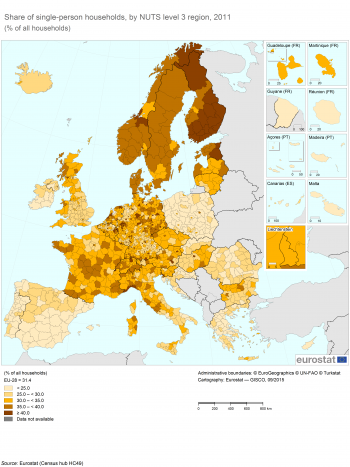 Share of single-person households, by NUTS level 3 region, 2011
(% of all households)
Guadeloupe (FR)
Martinique (FR)
Guyane (FR)
Réunion (FR)
Açores (PT)
Madeira (PT)
Canarias (ES)
Malta
Liechtenstein
eurostat
(% of all households)
EU-28 = 31.4
< 25.0
25.0 – < 30.0
30.0 – < 35.0
35.0 – < 40.0
≥ 40.0
Data not available
Administrative boundaries: © EuroGeographics © UN-FAO © Turkstat
Cartography: Eurostat — GISCO, 09/2015
0 200 400 600 800 km
Source: Eurostat (Census hub HC49)